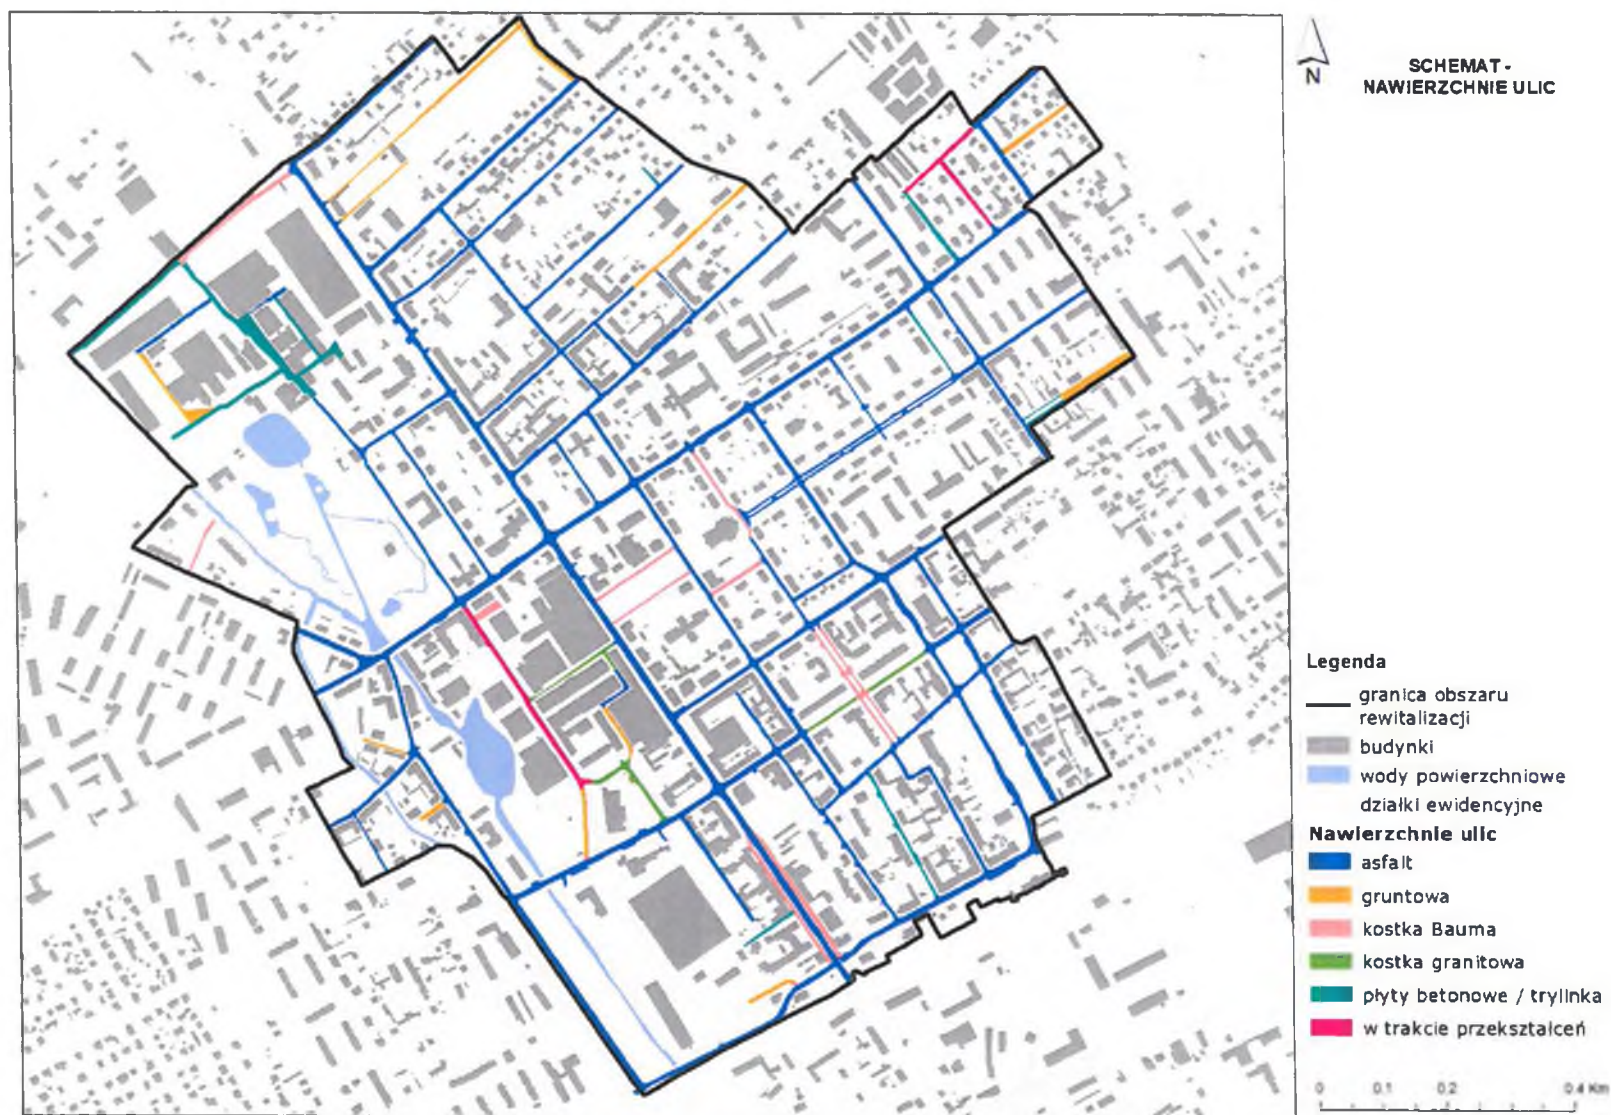 N
SCHEMAT -
NAWIERZCHNIE ULIC
Legenda
granica obszaru
rewitalizacji
budynki
wody powierzchniowe
działki ewidencyjne
Nawierzchnie ulic
asfalt
gruntowa
kostka Bauma
kostka granitowa
płyty betonowe / trylinka
w trakcie przekształceń
0 0.1 0.2 0.4 Km